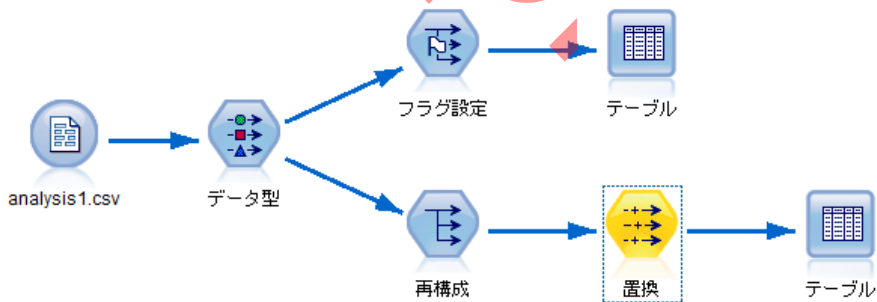 フラグ設定
テーブル
analysis1.csv
データ型
再構成
置換
テーブル